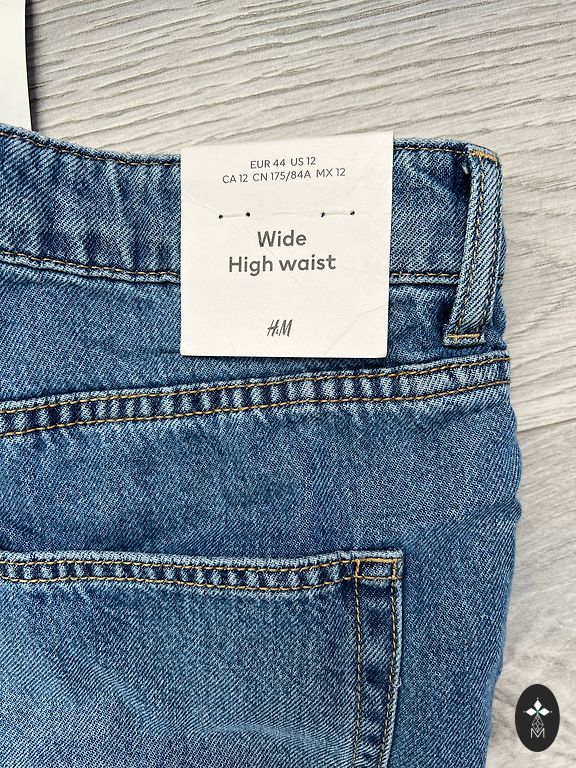 EUR 44 US 12
CA 12 CN 175/84A MX 12
Wide
High waist
H&M
M